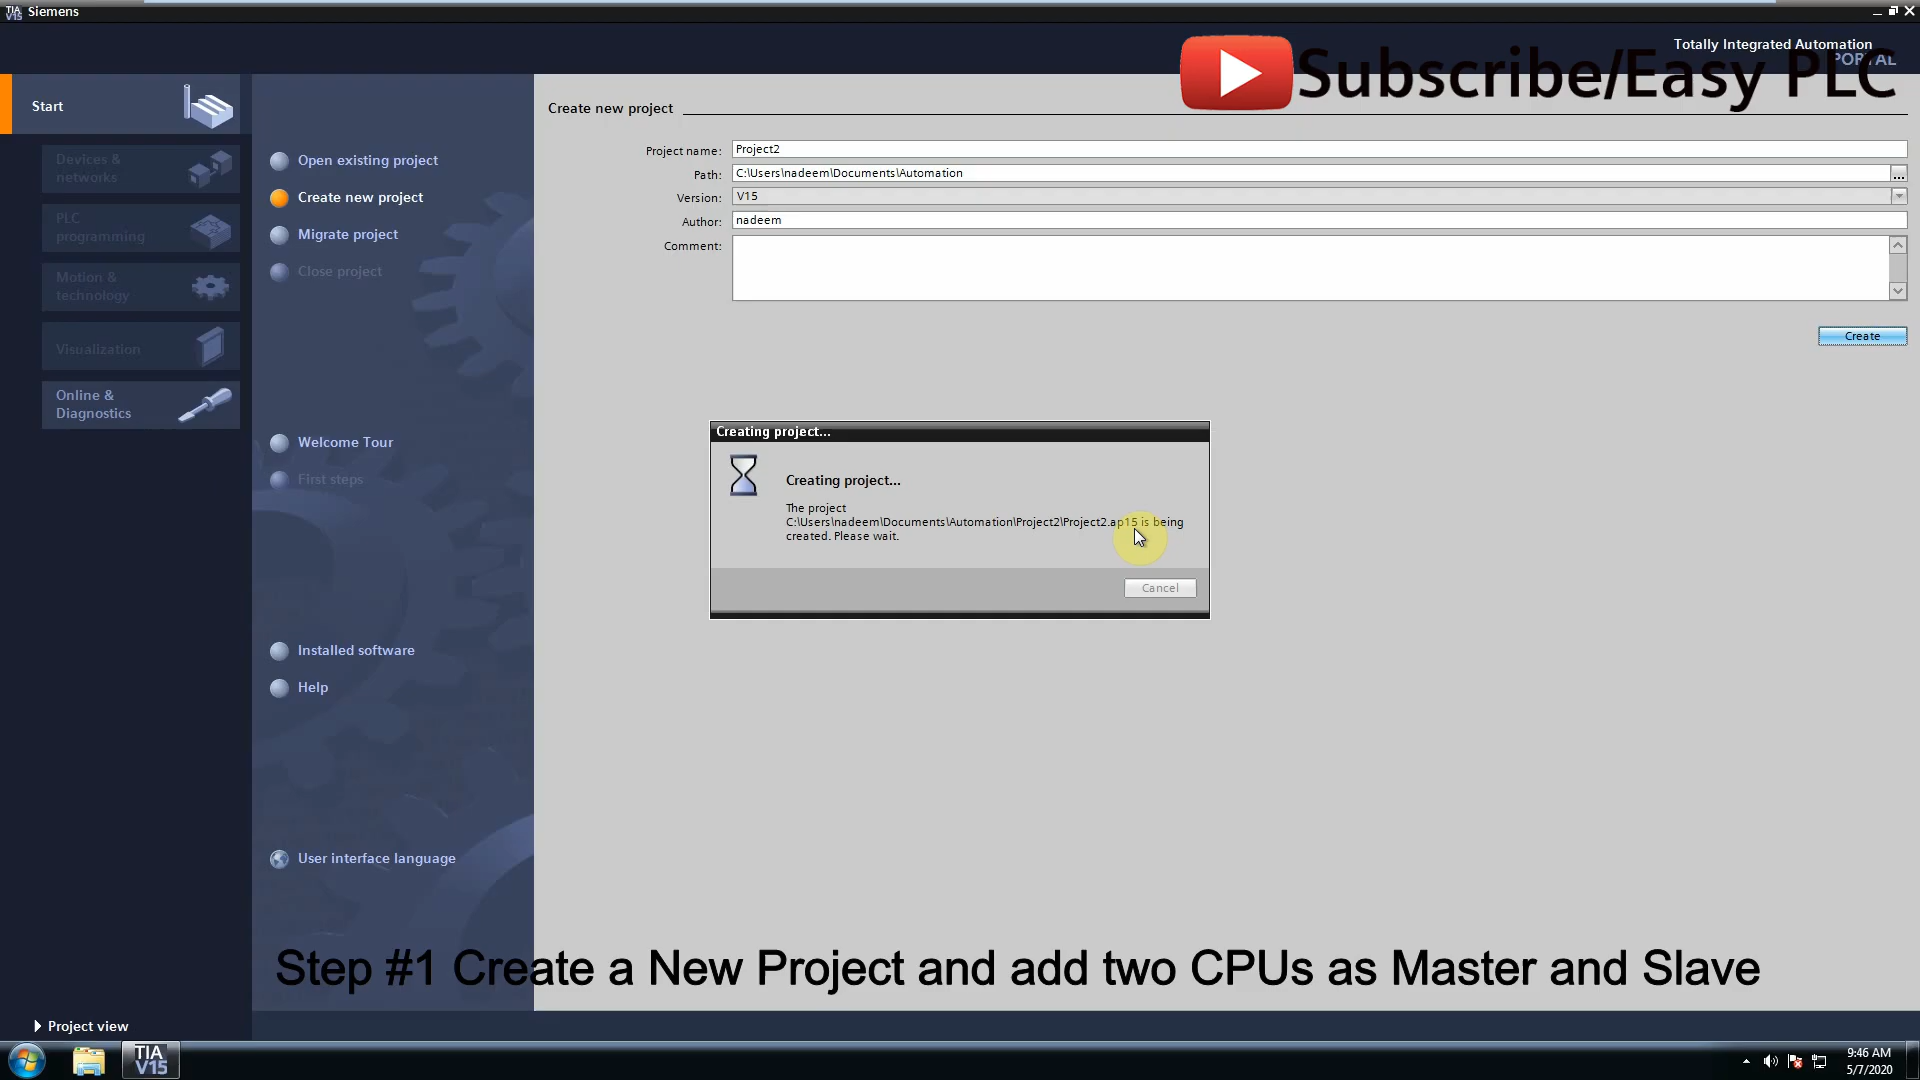 TIA
V15
Siemens
Totally Integrated Automation
PORTAL
Subscribe/Easy PLC
Start
Devices &
networks
PLC
programming
Motion &
technology
Visualization
Online &
Diagnostics
Open existing project
Create new project
Migrate project
Close project
Welcome Tour
First steps
Installed software
Help
User interface language
Create new project
Project name: Project2
Path: C:\Users\nadeem\Documents\Automation
...
Version: V15
Author: nadeem
Comment:
Create
Creating project...
Creating project...
The project
C:\Users\nadeem\Documents\Automation\Project2\Project2.ap15 is being
created. Please wait.
Cancel
Step #1 Create a New Project and add two CPUs as Master and Slave
Project view
TIA
V15
9:46 AM
5/7/2020